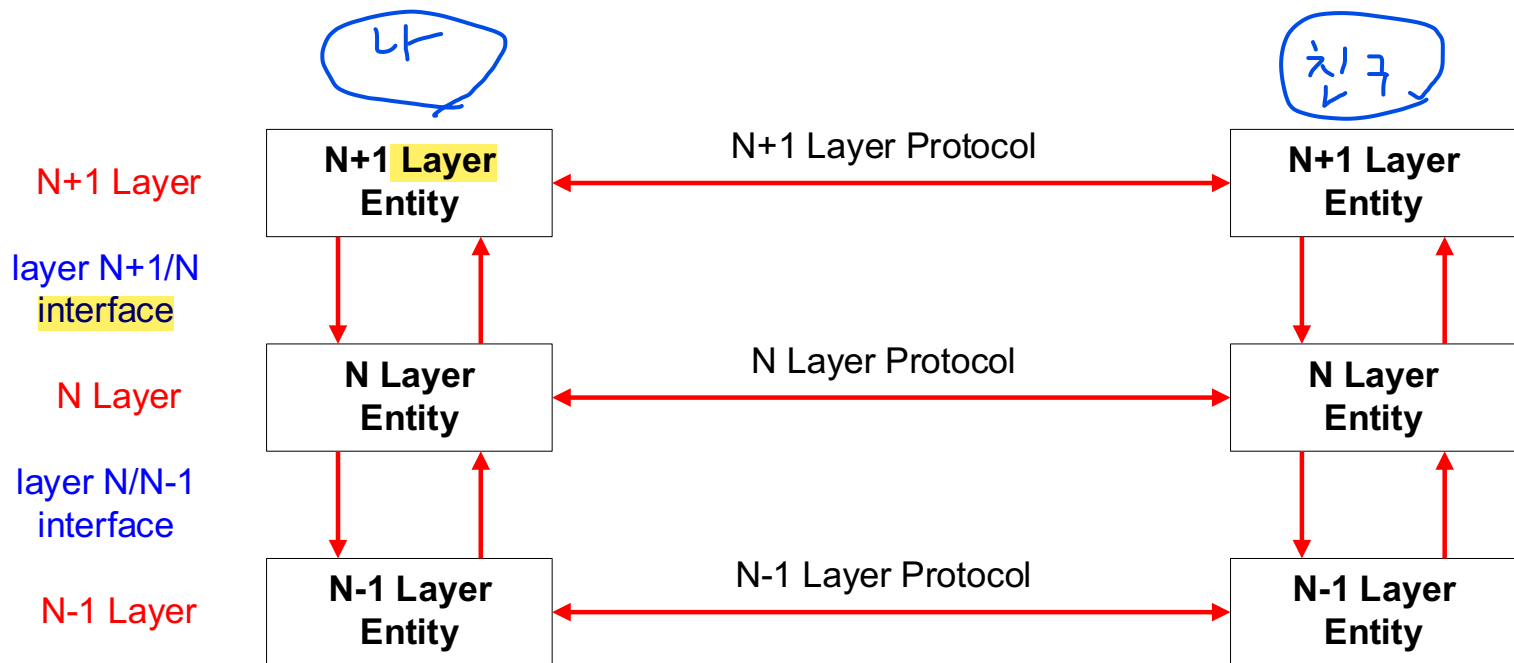 나
친구
N+1 Layer
Entity
N+1 Layer Protocol
N+1 Layer
Entity
N+1 Layer
layer N+1/N
interface
N Layer
Entity
N Layer Protocol
N Layer
Entity
N Layer
layer N/N-1
interface
N-1 Layer
Entity
N-1 Layer Protocol
N-1 Layer
Entity
N-1 Layer